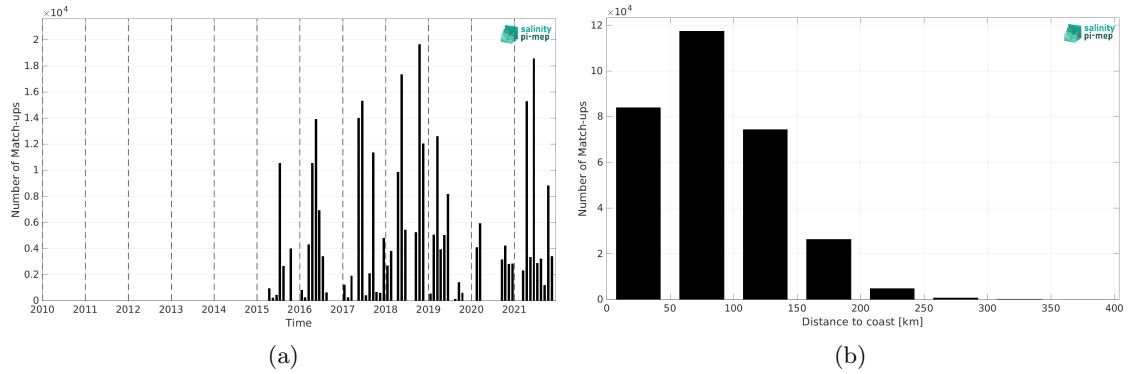 ×10⁴
2
1.8
1.6
1.4
1.2
1
0.8
0.6
0.4
0.2
0
Number of Match-ups
2010 2011 2012 2013 2014 2015 2016 2017 2018 2019 2020 2021
Time
salinity
pi-mep
(a)
×10⁴
12
10
8
6
4
2
0
Number of Match-ups
0 50 100 150 200 250 300 350 400
Distance to coast [km]
salinity
pi-mep
(b)